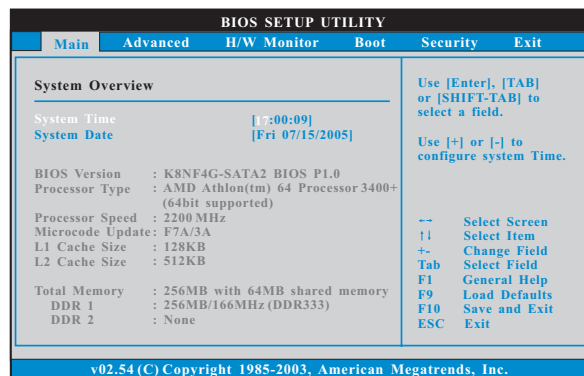 BIOS SETUP UTILITY
Main Advanced H/W Monitor Boot Security Exit
System Overview
System Time [17:00:09]
System Date [Fri 07/15/2005]
BIOS Version : K8NF4G-SATA2 BIOS P1.0
Processor Type : AMD Athlon(tm) 64 Processor 3400+
(64bit supported)
Processor Speed : 2200 MHz
Microcode Update : F7A/3A
L1 Cache Size : 128KB
L2 Cache Size : 512KB
Total Memory : 256MB with 64MB shared memory
DDR 1 : 256MB/166MHz (DDR333)
DDR 2 : None
Use [Enter], [TAB]
or [SHIFT-TAB] to
select a field.
Use [+] or [-] to
configure system Time.
←→ Select Screen
↑↓ Select Item
+- Change Field
Tab Select Field
F1 General Help
F9 Load Defaults
F10 Save and Exit
ESC Exit
v02.54 (C) Copyright 1985-2003, American Megatrends, Inc.